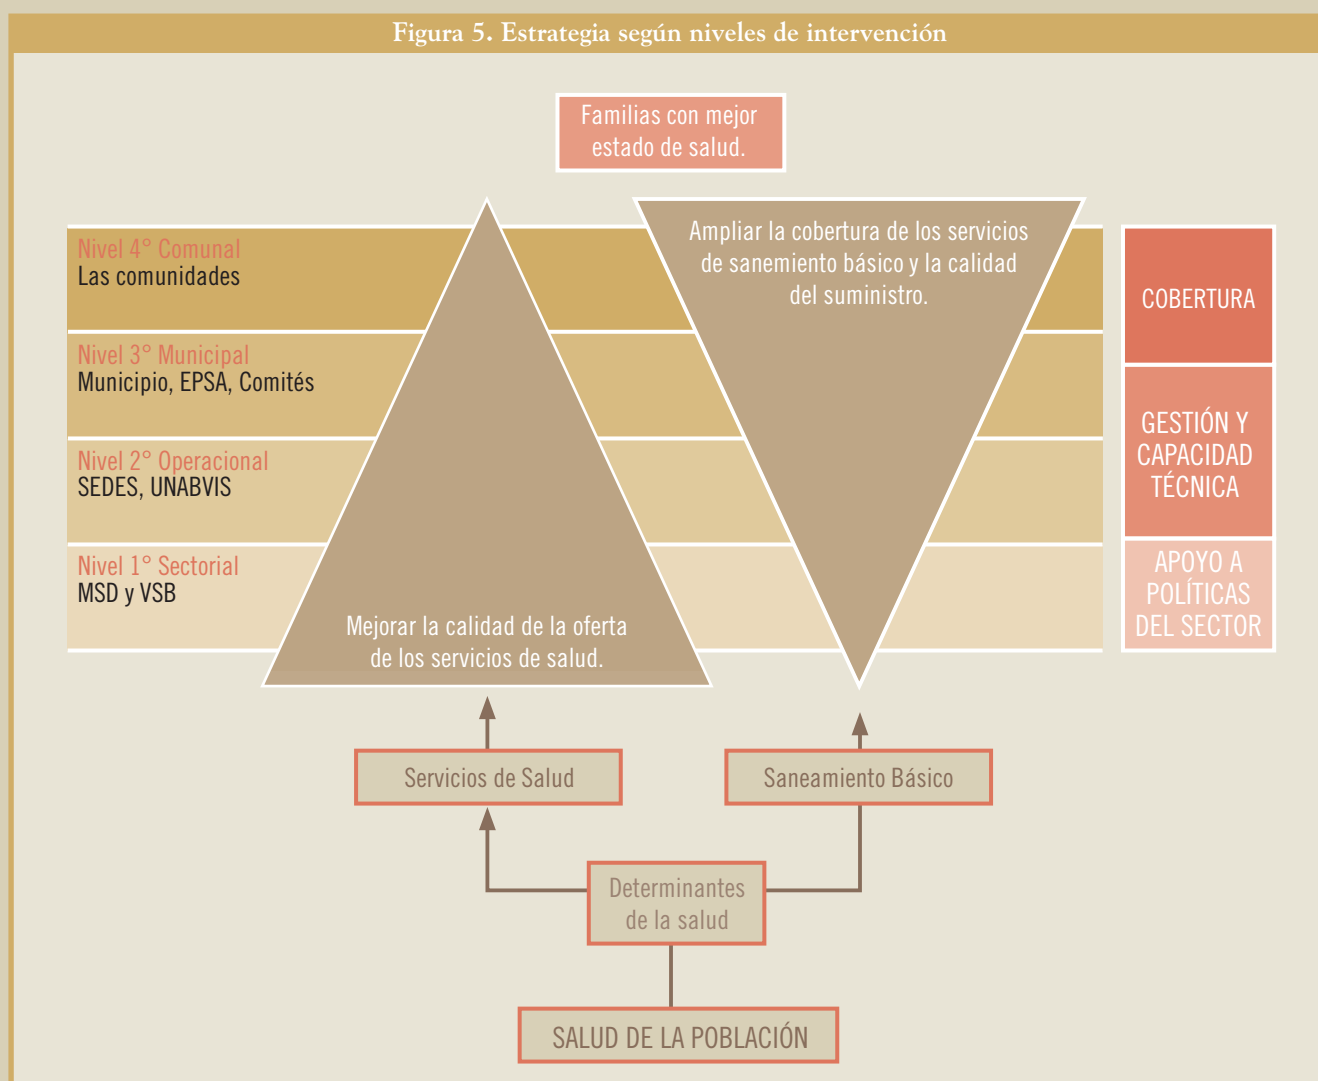 Figura 5. Estrategia según niveles de intervención
Familias con mejor
estado de salud.
Nivel 4° Comunal
Las comunidades
Nivel 3° Municipal
Municipio, EPSA, Comités
Nivel 2° Operacional
SEDES, UNABVIS
Nivel 1° Sectorial
MSD y VSB
Mejorar la calidad de la oferta
de los servicios de salud.
Ampliar la cobertura de los servicios
de sanemiento básico y la calidad
del suministro.
COBERTURA
GESTIÓN Y
CAPACIDAD
TÉCNICA
APOYO A
POLÍTICAS
DEL SECTOR
Servicios de Salud
Saneamiento Básico
Determinantes
de la salud
SALUD DE LA POBLACIÓN